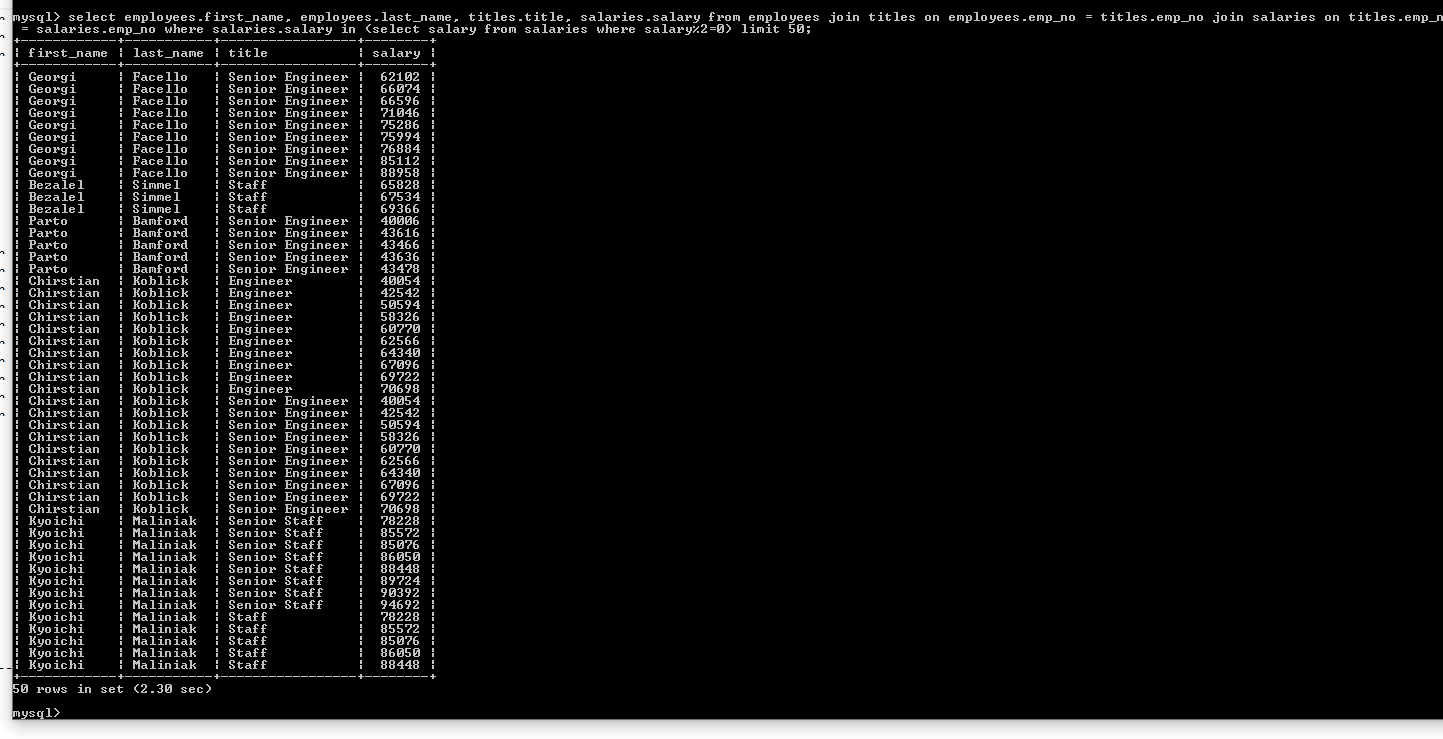 mysql> select employees.first_name, employees.last_name, titles.title, salaries.salary from employees join titles on employees.emp_no = titles.emp_no join salaries on titles.emp_n
= salaries.emp_no where salaries.salary in (select salary from salaries where salary%2=0) limit 50;
+------------+-----------+-----------------+--------+
| first_name | last_name | title           | salary |
+------------+-----------+-----------------+--------+
| Georgi     | Facello   | Senior Engineer |  62102 |
| Georgi     | Facello   | Senior Engineer |  66074 |
| Georgi     | Facello   | Senior Engineer |  66596 |
| Georgi     | Facello   | Senior Engineer |  71046 |
| Georgi     | Facello   | Senior Engineer |  75286 |
| Georgi     | Facello   | Senior Engineer |  75994 |
| Georgi     | Facello   | Senior Engineer |  76884 |
| Georgi     | Facello   | Senior Engineer |  85112 |
| Georgi     | Facello   | Senior Engineer |  88958 |
| Bezalel    | Simmel    | Staff           |  65828 |
| Bezalel    | Simmel    | Staff           |  67534 |
| Bezalel    | Simmel    | Staff           |  69366 |
| Parto      | Bamford   | Senior Engineer |  40006 |
| Parto      | Bamford   | Senior Engineer |  43616 |
| Parto      | Bamford   | Senior Engineer |  43466 |
| Parto      | Bamford   | Senior Engineer |  43636 |
| Parto      | Bamford   | Senior Engineer |  43478 |
| Chirstian  | Koblick   | Engineer        |  40054 |
| Chirstian  | Koblick   | Engineer        |  42542 |
| Chirstian  | Koblick   | Engineer        |  50594 |
| Chirstian  | Koblick   | Engineer        |  58326 |
| Chirstian  | Koblick   | Engineer        |  60770 |
| Chirstian  | Koblick   | Engineer        |  62566 |
| Chirstian  | Koblick   | Engineer        |  64340 |
| Chirstian  | Koblick   | Engineer        |  67096 |
| Chirstian  | Koblick   | Engineer        |  69722 |
| Chirstian  | Koblick   | Engineer        |  70698 |
| Chirstian  | Koblick   | Senior Engineer |  40054 |
| Chirstian  | Koblick   | Senior Engineer |  42542 |
| Chirstian  | Koblick   | Senior Engineer |  50594 |
| Chirstian  | Koblick   | Senior Engineer |  58326 |
| Chirstian  | Koblick   | Senior Engineer |  60770 |
| Chirstian  | Koblick   | Senior Engineer |  62566 |
| Chirstian  | Koblick   | Senior Engineer |  64340 |
| Chirstian  | Koblick   | Senior Engineer |  67096 |
| Chirstian  | Koblick   | Senior Engineer |  69722 |
| Chirstian  | Koblick   | Senior Engineer |  70698 |
| Kyoichi    | Maliniak  | Senior Staff    |  78228 |
| Kyoichi    | Maliniak  | Senior Staff    |  85572 |
| Kyoichi    | Maliniak  | Senior Staff    |  85076 |
| Kyoichi    | Maliniak  | Senior Staff    |  86050 |
| Kyoichi    | Maliniak  | Senior Staff    |  88448 |
| Kyoichi    | Maliniak  | Senior Staff    |  89724 |
| Kyoichi    | Maliniak  | Senior Staff    |  90392 |
| Kyoichi    | Maliniak  | Senior Staff    |  94692 |
| Kyoichi    | Maliniak  | Staff           |  78228 |
| Kyoichi    | Maliniak  | Staff           |  85572 |
| Kyoichi    | Maliniak  | Staff           |  85076 |
| Kyoichi    | Maliniak  | Staff           |  86050 |
| Kyoichi    | Maliniak  | Staff           |  88448 |
+------------+-----------+-----------------+--------+
50 rows in set (2.30 sec)
mysql>